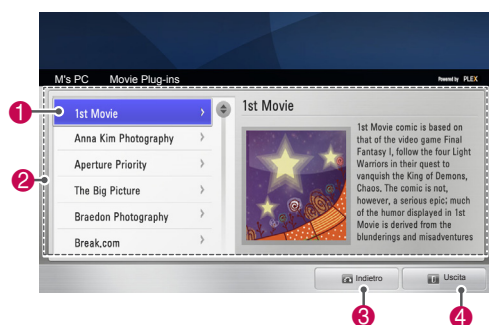 M's PC Movie Plug-ins
Powered by PLEX
1
1st Movie
Anna Kim Photography
Aperture Priority
2
The Big Picture
Braedon Photography
Break,com
1st Movie
1st Movie comic is based on
that of the video game Final
Fantasy I, follow the four Light
Warriors in their quest to
vanquish the King of Demons,
Chaos. The comic is not,
however, a serious epic; much
of the humor displayed in 1st
Movie is derived from the
blunderings and misadventures
Indietro
Uscita
3
4